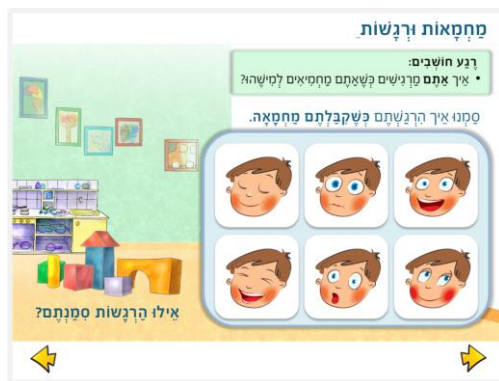 מַחְמָאוֹת וּרְגָשׁוֹת
רֶגַע חוֹשְׁבִים:
• אֵיךְ אַתֶּם מַרְגִּישִׁים כְּשֶׁאַתֶּם מַחְמִיאִים לְמִישֶׁהוּ?
סַמְּנוּ אֵיךְ הִרְגַּשְׁתֶּם כְּשֶׁקִּבַּלְתֶּם מַחְמָאָה.
אֵילוּ הַרְגָּשׁוֹת סִמַּנְתֶּם?